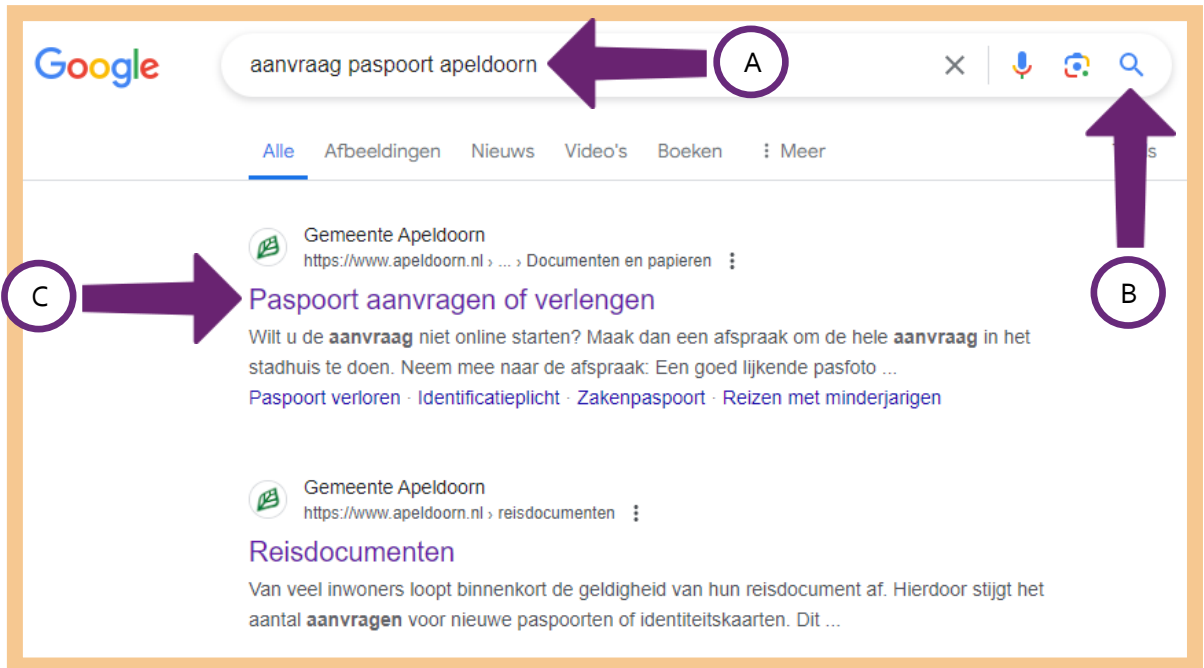 Google
aanvraag paspoort apeldoorn
A
Alle Afbeeldingen Nieuws Video's Boeken Meer
Gemeente Apeldoorn
https://www.apeldoorn.nl › ... › Documenten en papieren
C
B
Paspoort aanvragen of verlengen
Wilt u de aanvraag niet online starten? Maak dan een afspraak om de hele aanvraag in het
stadhuis te doen. Neem mee naar de afspraak: Een goed lijkende pasfoto ...
Paspoort verloren · Identificatieplicht · Zakenpaspoort · Reizen met minderjarigen
Gemeente Apeldoorn
https://www.apeldoorn.nl › reisdocumenten
Reisdocumenten
Van veel inwoners loopt binnenkort de geldigheid van hun reisdocument af. Hierdoor stijgt het
aantal aanvragen voor nieuwe paspoorten of identiteitskaarten. Dit ...